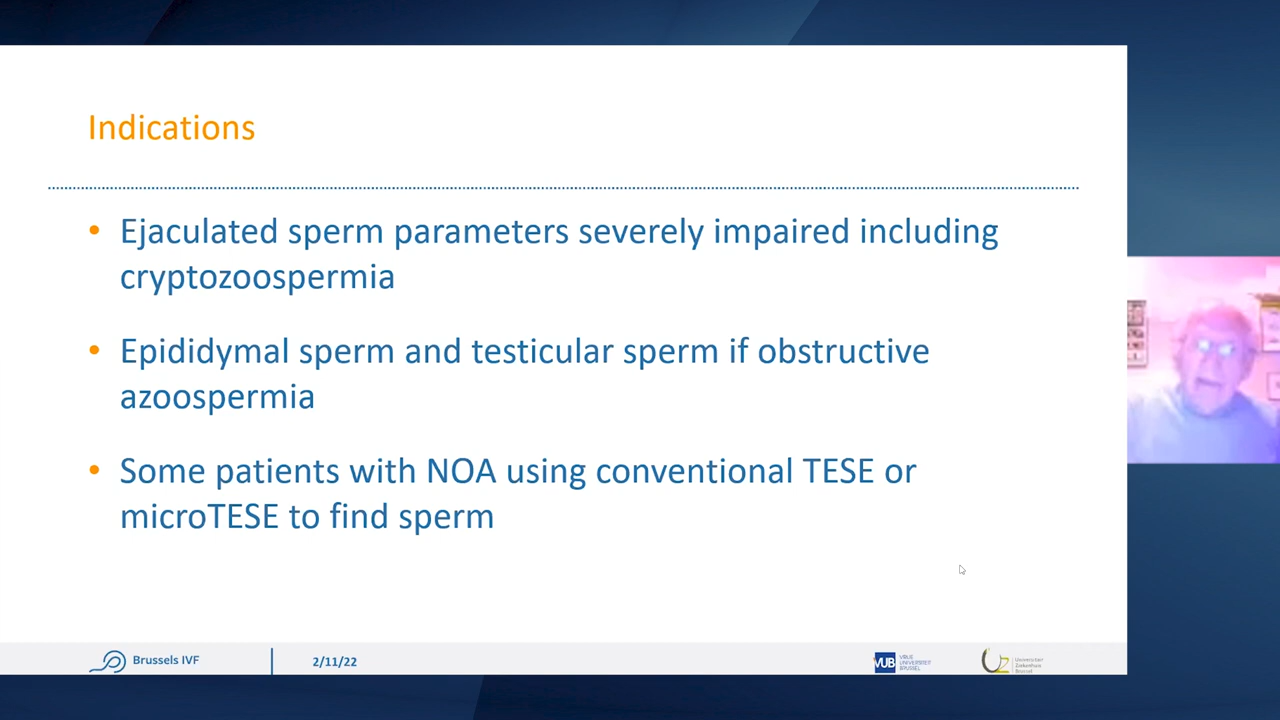 Indications
• Ejaculated sperm parameters severely impaired including
cryptozoospermia
• Epididymal sperm and testicular sperm if obstructive
azoospermia
• Some patients with NOA using conventional TESE or
microTESE to find sperm
Brussels IVF
2/11/22
VUB
VRIJE
UNIVERSITEIT
BRUSSEL
UZ
Universitair
Ziekenhuis
Brussel